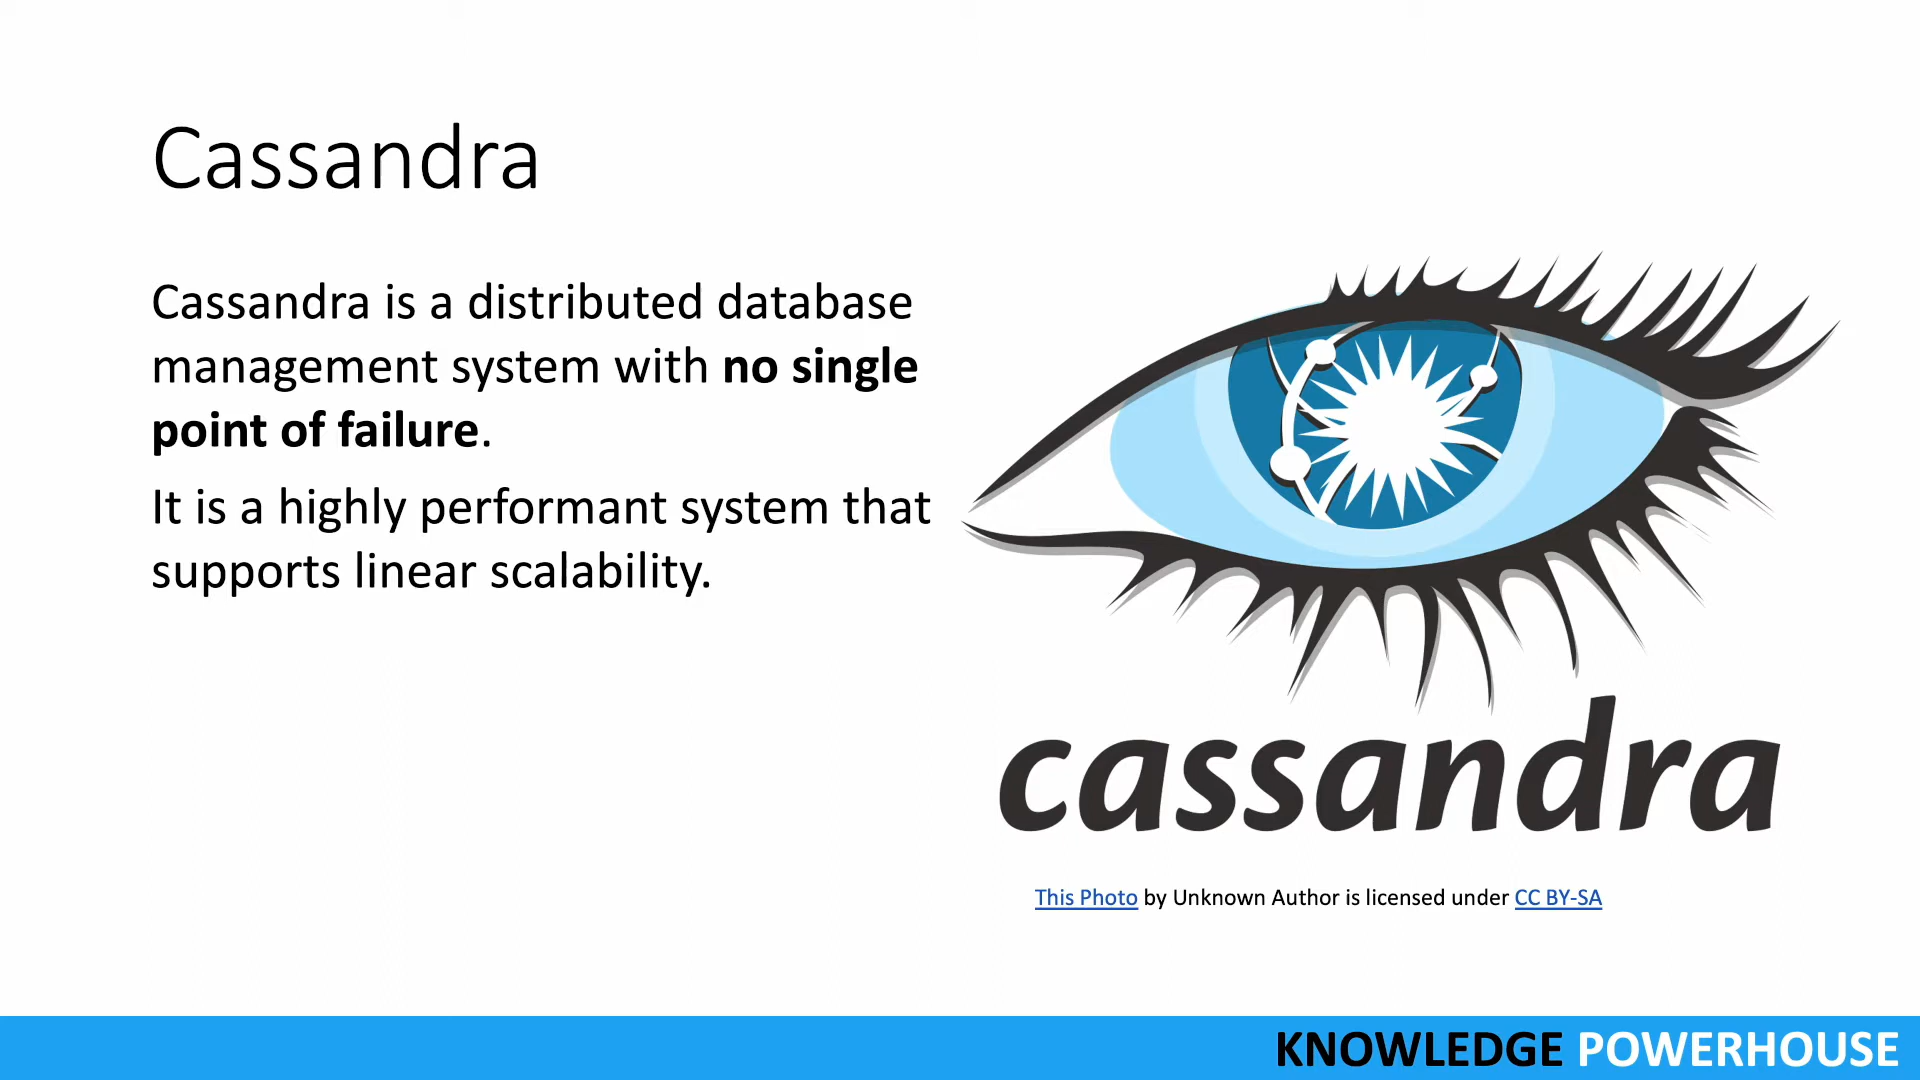 Cassandra
Cassandra is a distributed database
management system with no single
point of failure.
It is a highly performant system that
supports linear scalability.
cassandra
This Photo by Unknown Author is licensed under CC BY-SA
KNOWLEDGE POWERHOUSE